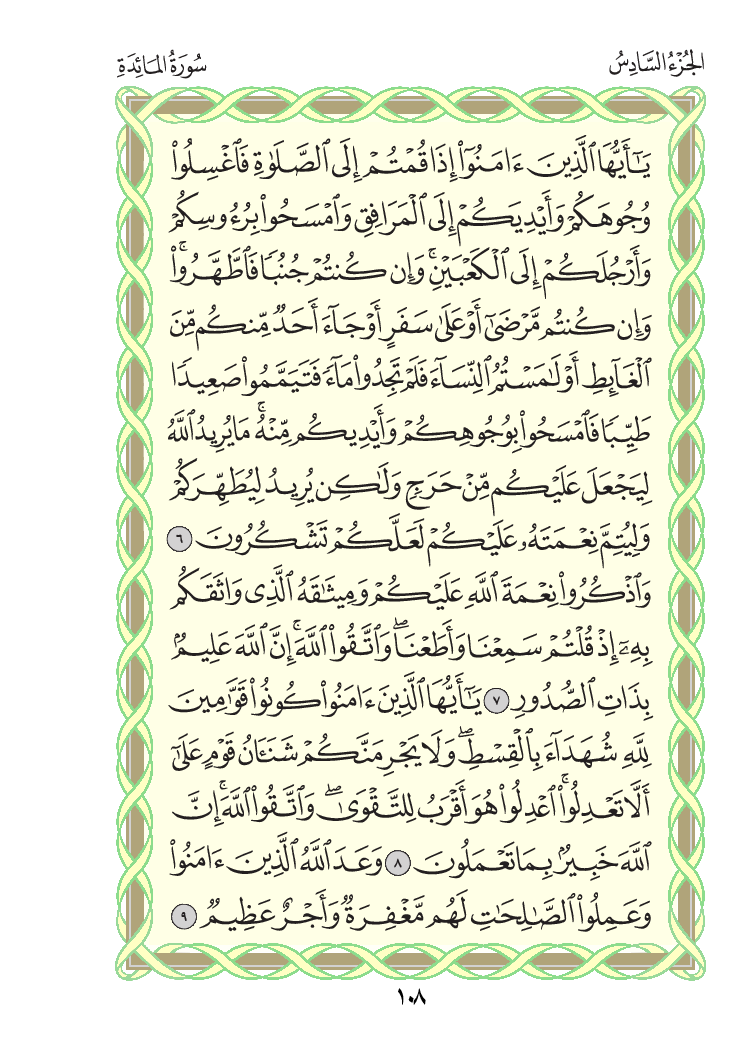 الجُزْءُ السَّادِسُ
سُورَةُ المَائِدَةِ
يَٰٓأَيُّهَا ٱلَّذِينَ ءَامَنُوٓاْ إِذَا قُمۡتُمۡ إِلَى ٱلصَّلَوٰةِ فَٱغۡسِلُواْ
وُجُوهَكُمۡ وَأَيۡدِيَكُمۡ إِلَى ٱلۡمَرَافِقِ وَٱمۡسَحُواْ بِرُءُوسِكُمۡ
وَأَرۡجُلَكُمۡ إِلَى ٱلۡكَعۡبَيۡنِۚ وَإِن كُنتُمۡ جُنُبٗا فَٱطَّهَّرُواْۚ
وَإِن كُنتُم مَّرۡضَىٰٓ أَوۡ عَلَىٰ سَفَرٍ أَوۡ جَآءَ أَحَدٞ مِّنكُم مِّنَ
ٱلۡغَآئِطِ أَوۡ لَٰمَسۡتُمُ ٱلنِّسَآءَ فَلَمۡ تَجِدُواْ مَآءٗ فَتَيَمَّمُواْ صَعِيدٗا
طَيِّبٗا فَٱمۡسَحُواْ بِوُجُوهِكُمۡ وَأَيۡدِيكُم مِّنۡهُۚ مَا يُرِيدُ ٱللَّهُ
لِيَجۡعَلَ عَلَيۡكُم مِّنۡ حَرَجٖ وَلَٰكِن يُرِيدُ لِيُطَهِّرَكُمۡ
وَلِيُتِمَّ نِعۡمَتَهُۥ عَلَيۡكُمۡ لَعَلَّكُمۡ تَشۡكُرُونَ ٦
وَٱذۡكُرُواْ نِعۡمَةَ ٱللَّهِ عَلَيۡكُمۡ وَمِيثَٰقَهُ ٱلَّذِي وَاثَقَكُم
بِهِۦٓ إِذۡ قُلۡتُمۡ سَمِعۡنَا وَأَطَعۡنَاۖ وَٱتَّقُواْ ٱللَّهَۚ إِنَّ ٱللَّهَ عَلِيمُۢ
بِذَاتِ ٱلصُّدُورِ ٧ يَٰٓأَيُّهَا ٱلَّذِينَ ءَامَنُواْ كُونُواْ قَوَّٰمِينَ
لِلَّهِ شُهَدَآءَ بِٱلۡقِسۡطِۖ وَلَا يَجۡرِمَنَّكُمۡ شَنَـَٔانُ قَوۡمٍ عَلَىٰٓ
أَلَّا تَعۡدِلُواْۚ ٱعۡدِلُواْ هُوَ أَقۡرَبُ لِلتَّقۡوَىٰۖ وَٱتَّقُواْ ٱللَّهَۚ إِنَّ
ٱللَّهَ خَبِيرُۢ بِمَا تَعۡمَلُونَ ٨ وَعَدَ ٱللَّهُ ٱلَّذِينَ ءَامَنُواْ
وَعَمِلُواْ ٱلصَّٰلِحَٰتِ لَهُم مَّغۡفِرَةٞ وَأَجۡرٌ عَظِيمٞ ٩
١٠٨